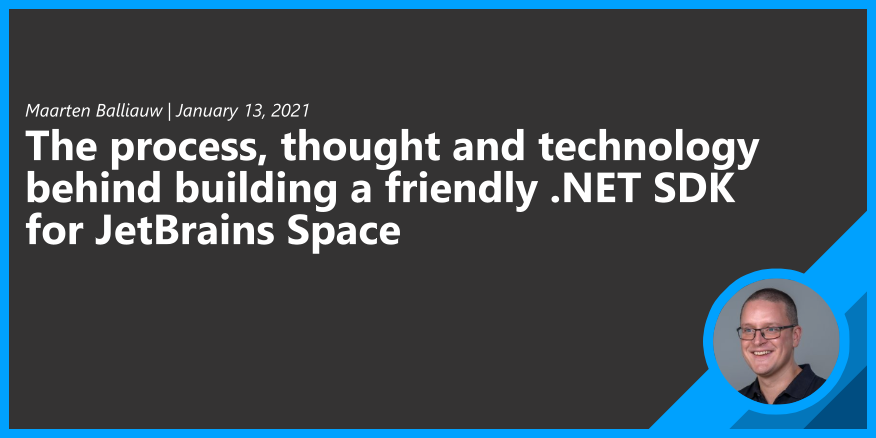 Maarten Balliauw | January 13, 2021
The process, thought and technology
behind building a friendly .NET SDK
for JetBrains Space